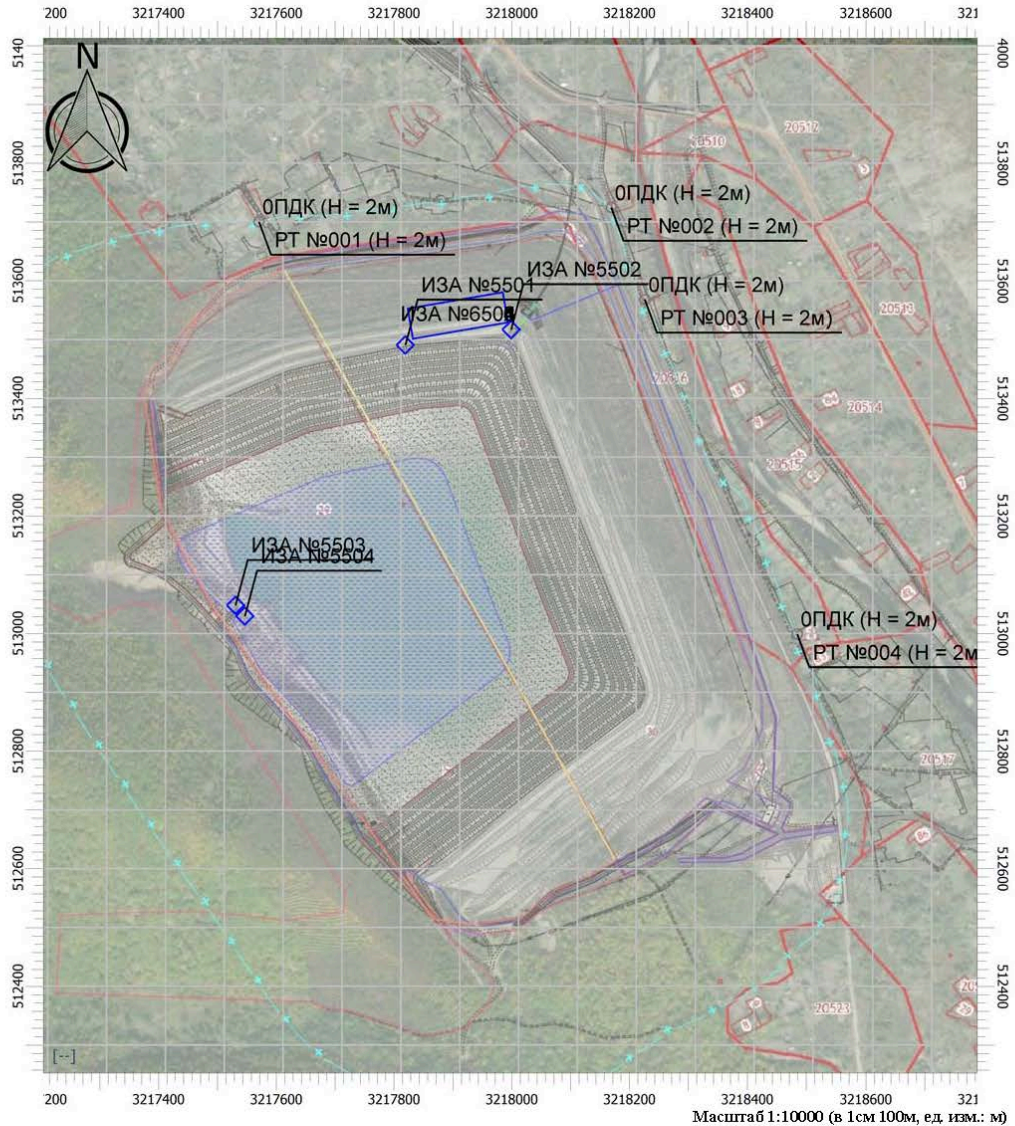 200 3217400 3217600 3217800 3218000 3218200 3218400 3218600 321
5140 4000
N
20512
20510
513800 513800
0ПДК (Н = 2м)
РТ №001 (Н = 2м)
0ПДК (Н = 2м)
РТ №002 (Н = 2м)
513600 513600
ИЗА №5502
ИЗА №5501
0ПДК (Н = 2м)
РТ №003 (Н = 2м)
20513
20516
513400 513400
20514
20515
513200 513200
ИЗА №5503
ИЗА №5504
513000 513000
0ПДК (Н = 2м)
РТ №004 (Н = 2м
512800 512800
20517
86
512600 512600
512400 512400
20523
[--]
200 3217400 3217600 3217800 3218000 3218200 3218400 3218600 321
Масштаб 1:10000 (в 1см 100м, ед. изм.: м)